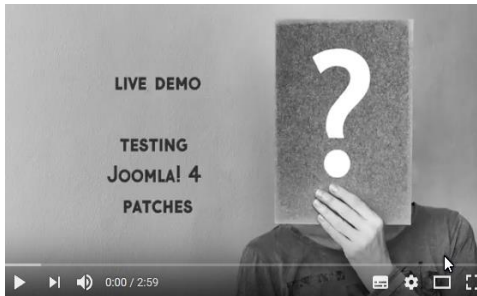 LIVE DEMO
TESTING
JOOMLA! 4
PATCHES
?
0:00 / 2:59